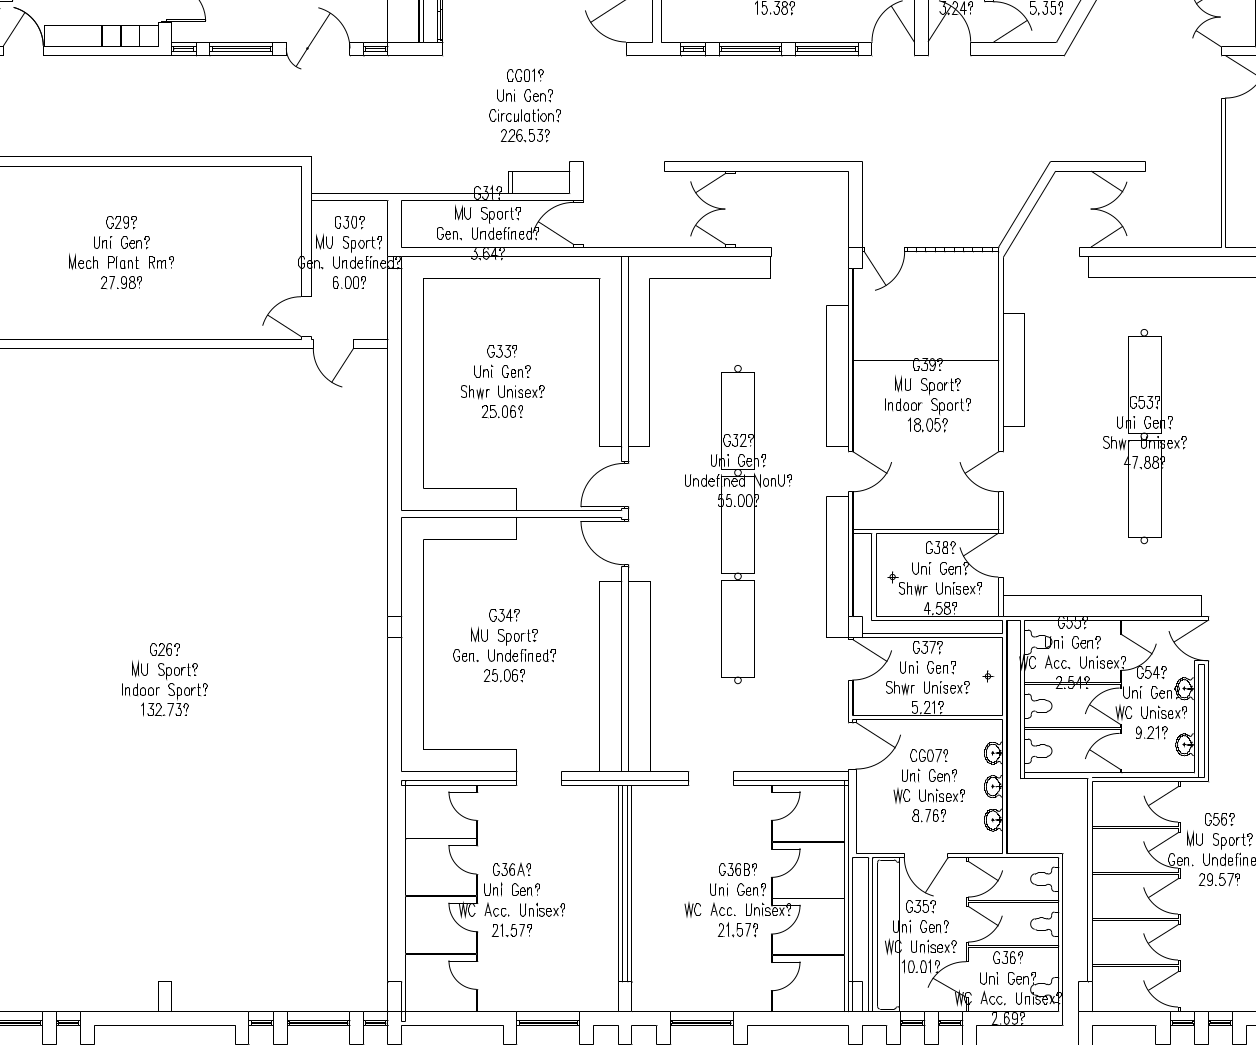 15.38?
3.24?
5.35?
CG01?
Uni Gen?
Circulation?
226.53?
G29?
Uni Gen?
Mech Plant Rm?
27.98?
G30?
MU Sport?
Gen. Undefined?
6.00?
G31?
MU Sport?
Gen. Undefined?
3.64?
G33?
Uni Gen?
Shwr Unisex?
25.06?
G32?
Uni Gen?
Undefined NonU?
55.00?
G39?
MU Sport?
Indoor Sport?
18.05?
G53?
Uni Gen?
Shwr Unisex?
47.88?
G38?
Uni Gen?
Shwr Unisex?
4.58?
G34?
MU Sport?
Gen. Undefined?
25.06?
G26?
MU Sport?
Indoor Sport?
132.73?
G37?
Uni Gen?
Shwr Unisex?
5.21?
G55?
Uni Gen?
WC Acc. Unisex?
2.54?
G54?
Uni Gen?
WC Unisex?
9.21?
CG07?
Uni Gen?
WC Unisex?
8.76?
G56?
MU Sport?
Gen. Undefine
29.57?
G36A?
Uni Gen?
WC Acc. Unisex?
21.57?
G36B?
Uni Gen?
WC Acc. Unisex?
21.57?
G35?
Uni Gen?
WC Unisex?
10.01?
G36?
Uni Gen?
WC Acc. Unisex?
2.69?